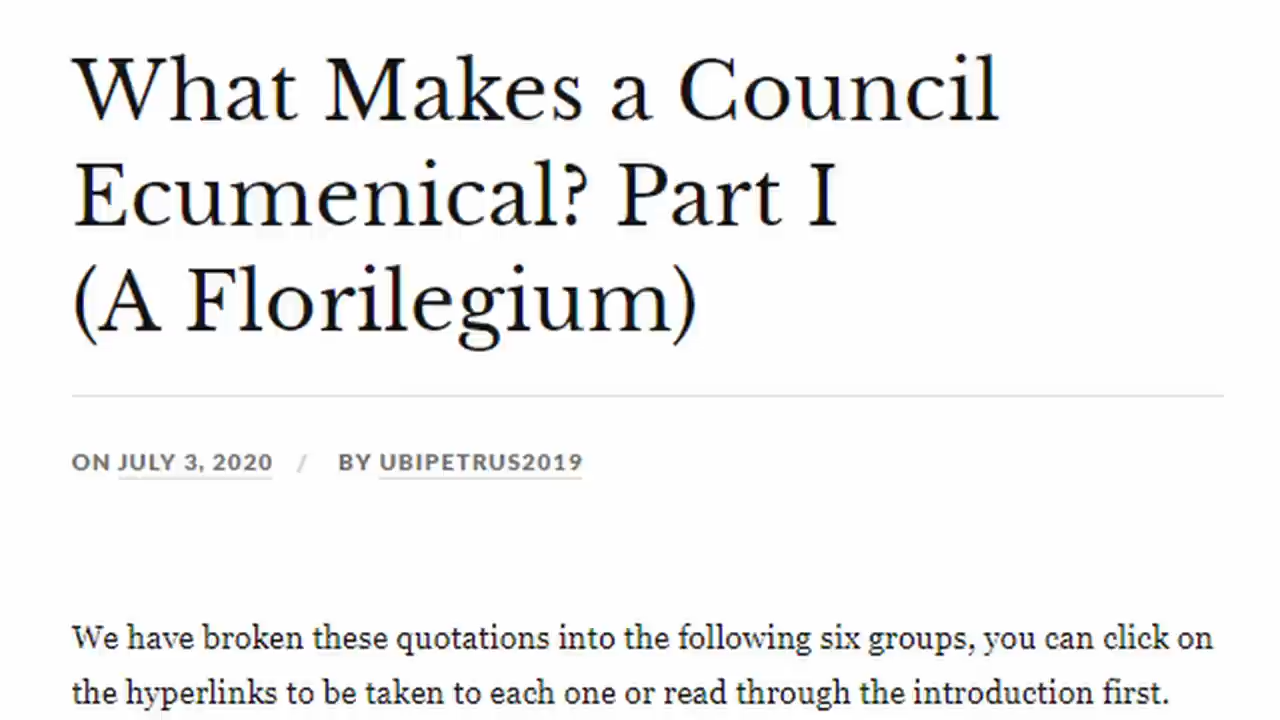 What Makes a Council
Ecumenical? Part I
(A Florilegium)
ON JULY 3, 2020 / BY UBIPETRUS2019
We have broken these quotations into the following six groups, you can click on
the hyperlinks to be taken to each one or read through the introduction first.